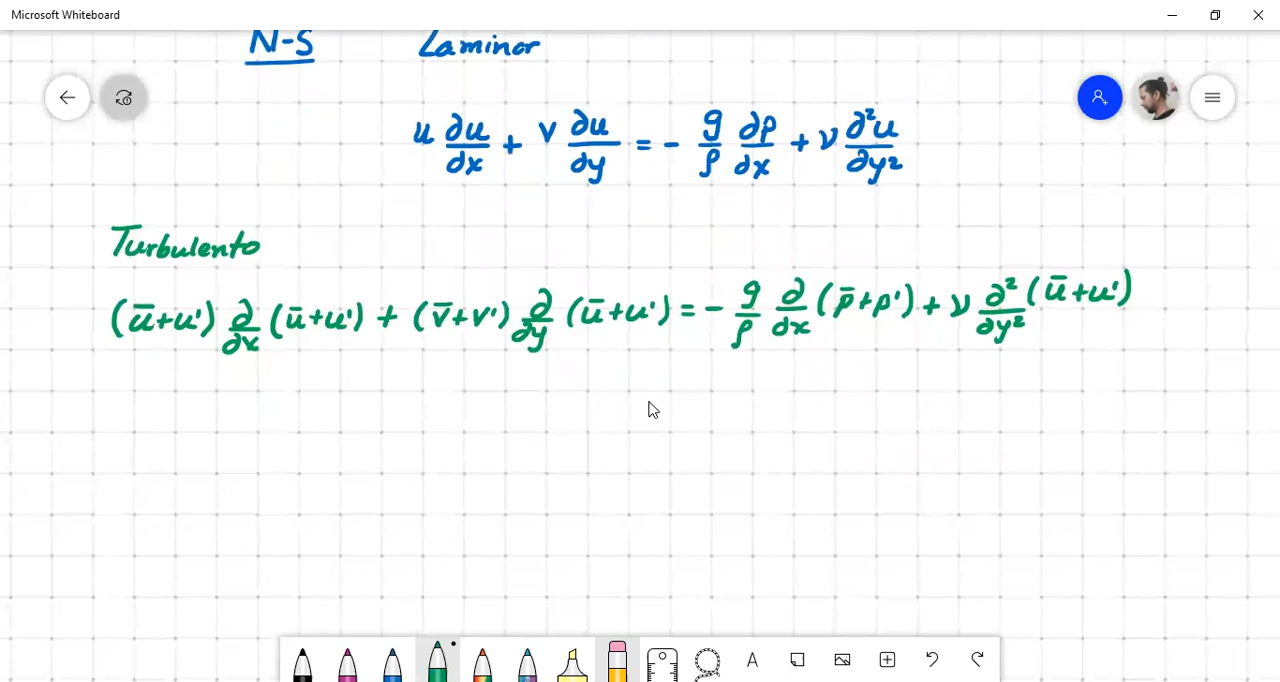 Microsoft Whiteboard
N-S Laminar
u ∂u/∂x + v ∂u/∂y = - g/ρ ∂p/∂x + ν ∂²u/∂y²
Turbulento
(ū+u') ∂/∂x (ū+u') + (v̄+v') ∂/∂y (ū+u') = - g/ρ ∂/∂x (p̄+p') + ν ∂²/∂y² (ū+u')
A